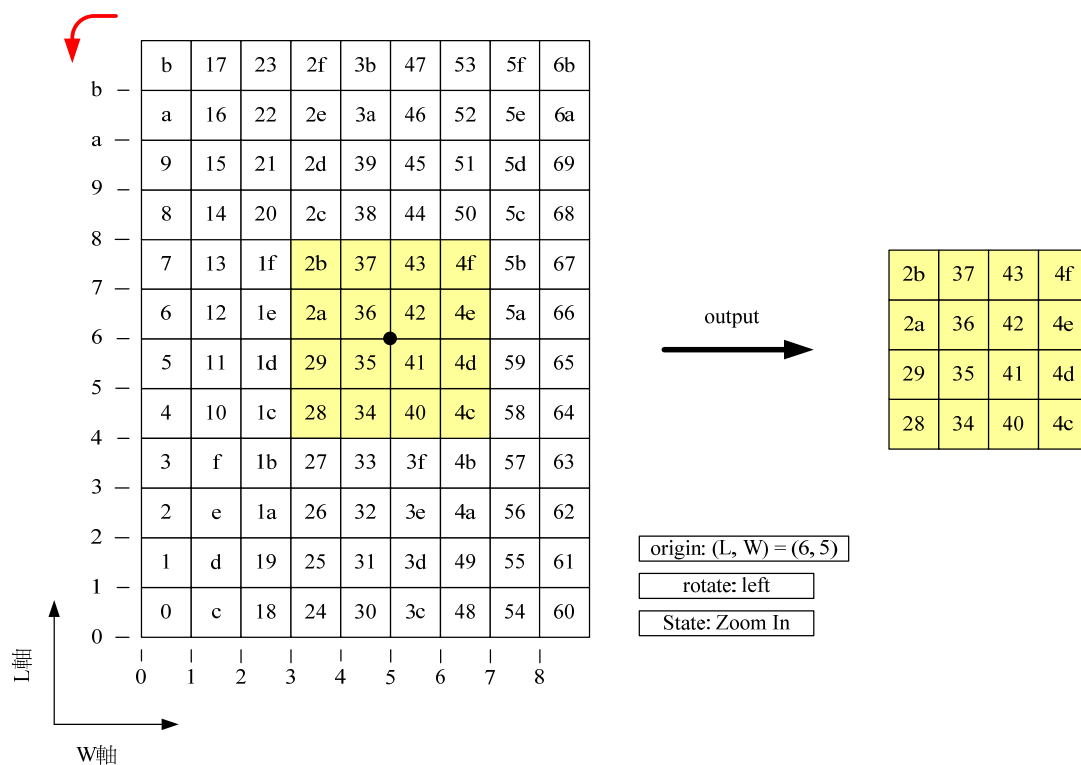 b 17 23 2f 3b 47 53 5f 6b
b
a 16 22 2e 3a 46 52 5e 6a
a
9 15 21 2d 39 45 51 5d 69
9
8 14 20 2c 38 44 50 5c 68
8
7 13 1f 2b 37 43 4f 5b 67
7
6 12 1e 2a 36 42 4e 5a 66
6
5 11 1d 29 35 41 4d 59 65
5
4 10 1c 28 34 40 4c 58 64
4
3 f 1b 27 33 3f 4b 57 63
3
2 e 1a 26 32 3e 4a 56 62
2
1 d 19 25 31 3d 49 55 61
1
0 c 18 24 30 3c 48 54 60
0
0 1 2 3 4 5 6 7 8
L軸
W軸
output
2b 37 43 4f
2a 36 42 4e
29 35 41 4d
28 34 40 4c
origin: (L, W) = (6, 5)
rotate: left
State: Zoom In